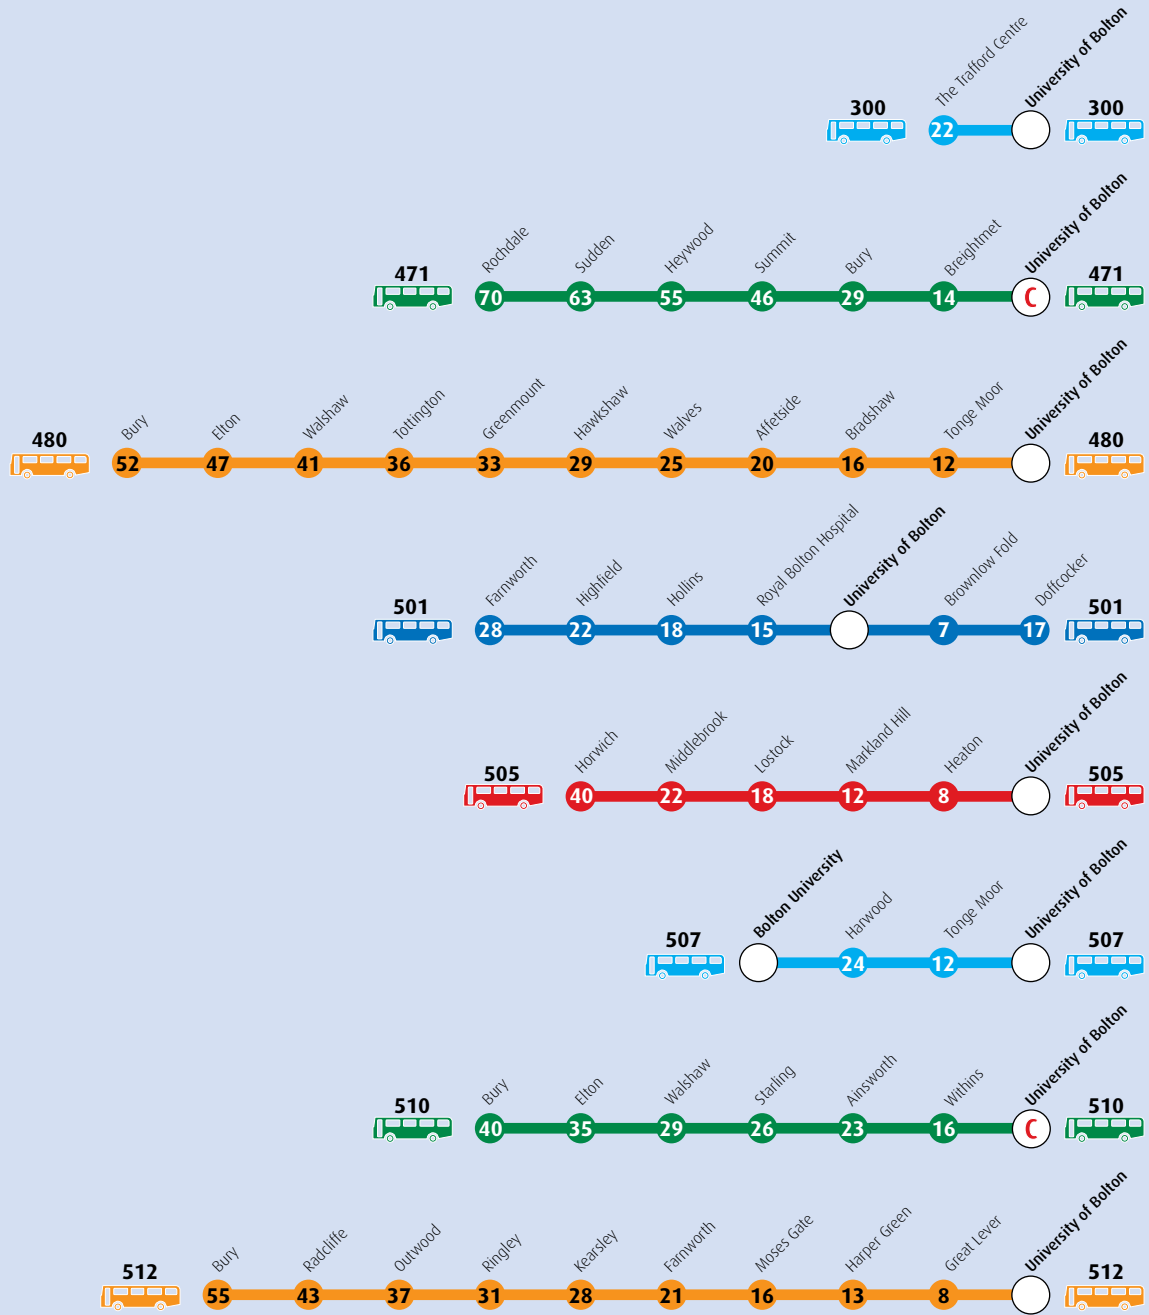 The Trafford Centre
University of Bolton
300
22
300
Rochdale
Sudden
Heywood
Summit
Bury
Breightmet
University of Bolton
471
70
63
55
46
29
14
C
471
Bury
Elton
Walshaw
Tottington
Greenmount
Hawkshaw
Walves
Affetside
Bradshaw
Tonge Moor
University of Bolton
480
52
47
41
36
33
29
25
20
16
12
480
Farnworth
Highfield
Hollins
Royal Bolton Hospital
University of Bolton
Brownlow Fold
Doffcocker
501
28
22
18
15
7
17
501
Horwich
Middlebrook
Lostock
Markland Hill
Heaton
University of Bolton
505
40
22
18
12
8
505
Bolton University
Harwood
Tonge Moor
University of Bolton
507
24
12
507
Bury
Elton
Walshaw
Starling
Ainsworth
Withins
University of Bolton
510
40
35
29
26
23
16
C
510
Bury
Radcliffe
Outwood
Ringley
Kearsley
Farnworth
Moses Gate
Harper Green
Great Lever
University of Bolton
512
55
43
37
31
28
21
16
13
8
512